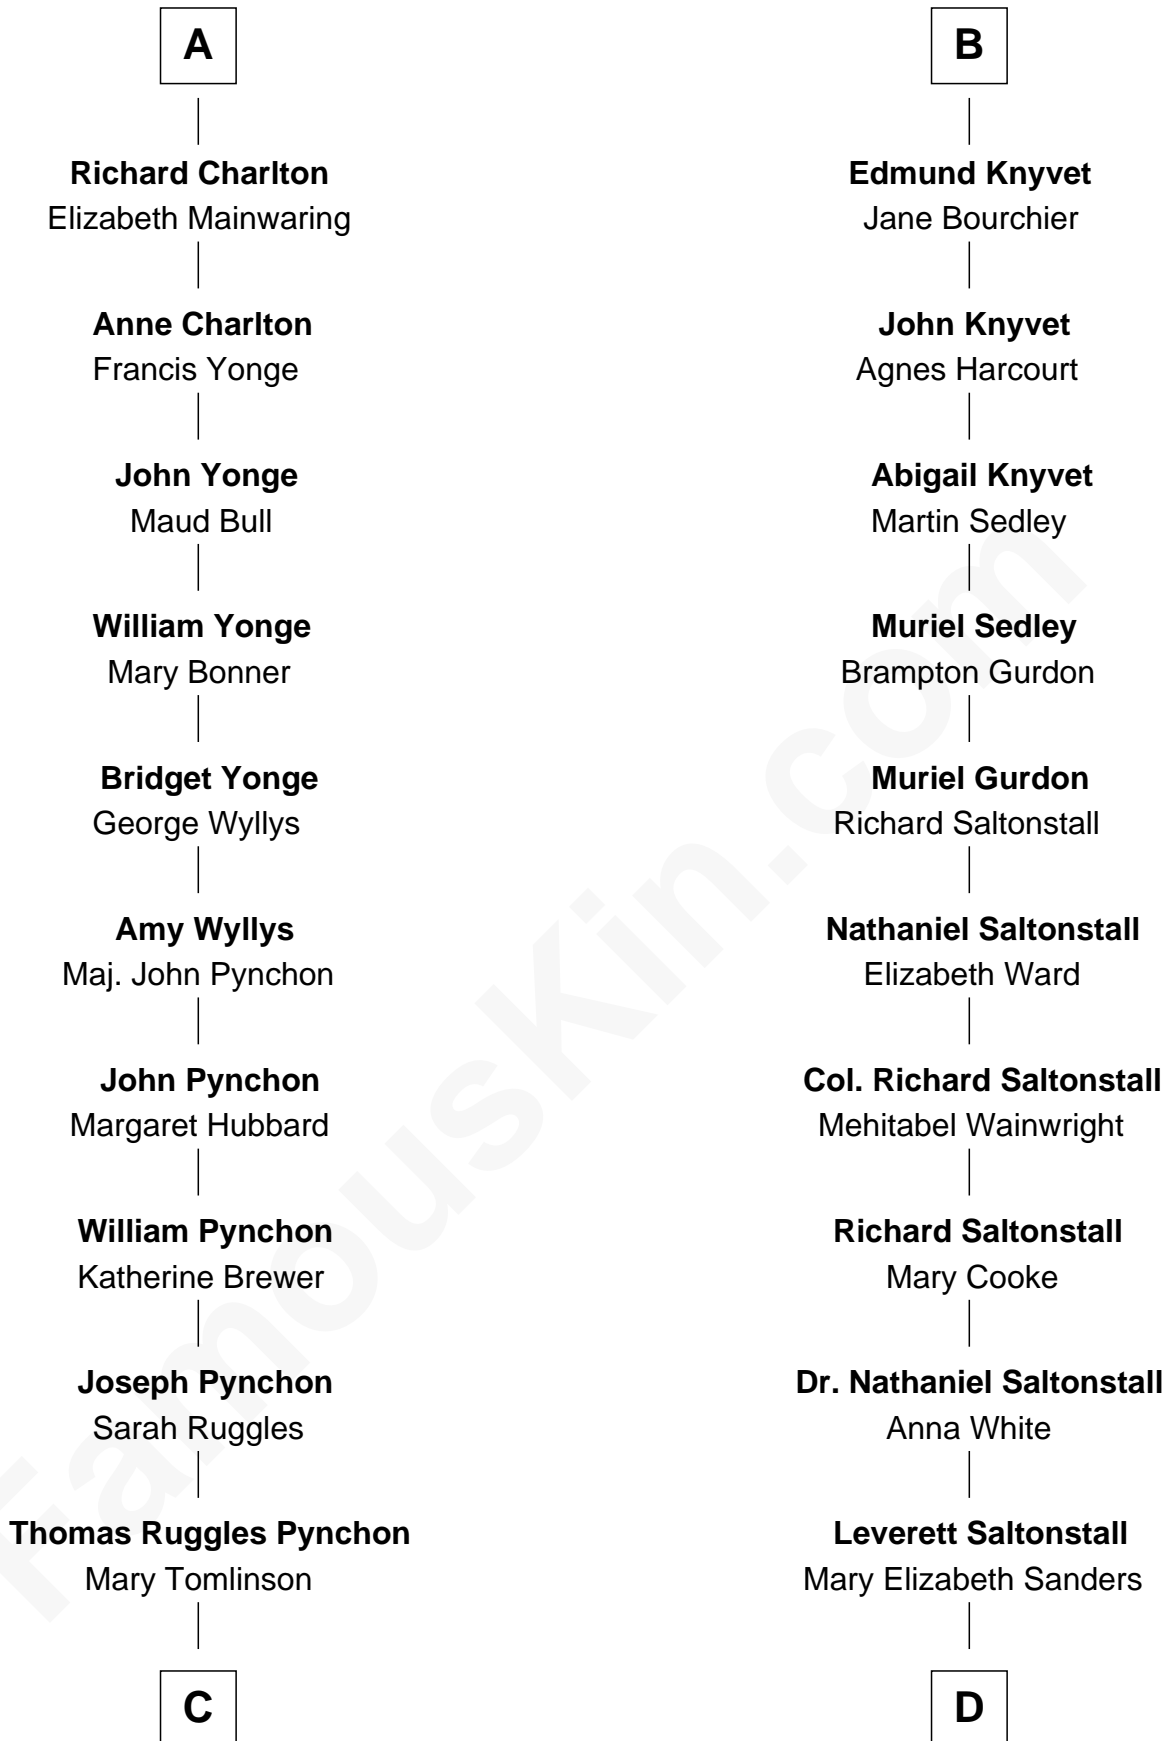 A
Richard Charlton
Elizabeth Mainwaring
Anne Charlton
Francis Yonge
John Yonge
Maud Bull
William Yonge
Mary Bonner
Bridget Yonge
George Wyllys
Amy Wyllys
Maj. John Pynchon
John Pynchon
Margaret Hubbard
William Pynchon
Katherine Brewer
Joseph Pynchon
Sarah Ruggles
Thomas Ruggles Pynchon
Mary Tomlinson
C
B
Edmund Knyvet
Jane Bourchier
John Knyvet
Agnes Harcourt
Abigail Knyvet
Martin Sedley
Muriel Sedley
Brampton Gurdon
Muriel Gurdon
Richard Saltonstall
Nathaniel Saltonstall
Elizabeth Ward
Col. Richard Saltonstall
Mehitabel Wainwright
Richard Saltonstall
Mary Cooke
Dr. Nathaniel Saltonstall
Anna White
Leverett Saltonstall
Mary Elizabeth Sanders
D
FamousKin.com